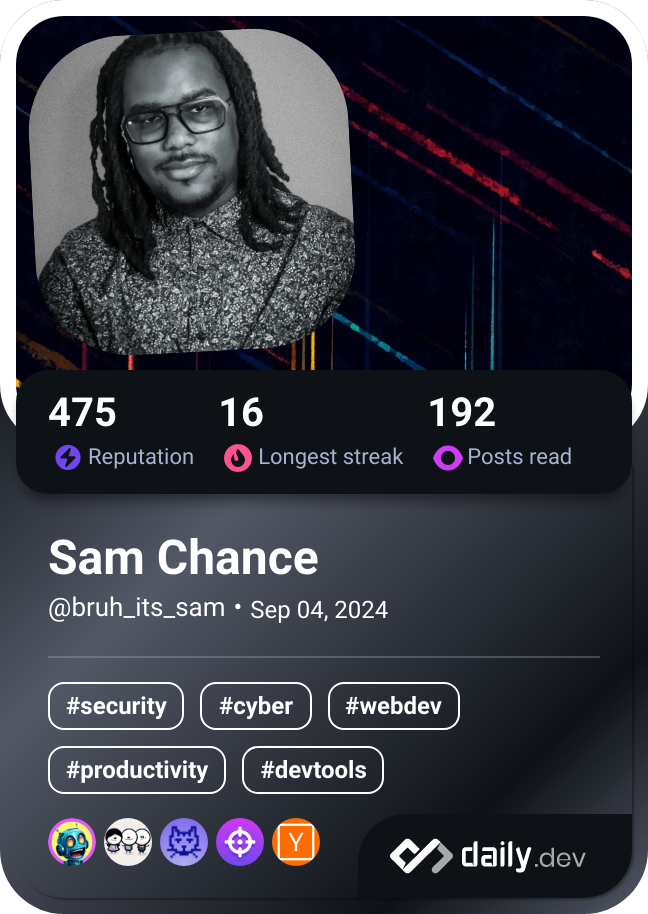 475 16 192
Reputation Longest streak Posts read
Sam Chance
@bruh_its_sam • Sep 04, 2024
#security #cyber #webdev
#productivity #devtools
Y
daily.dev